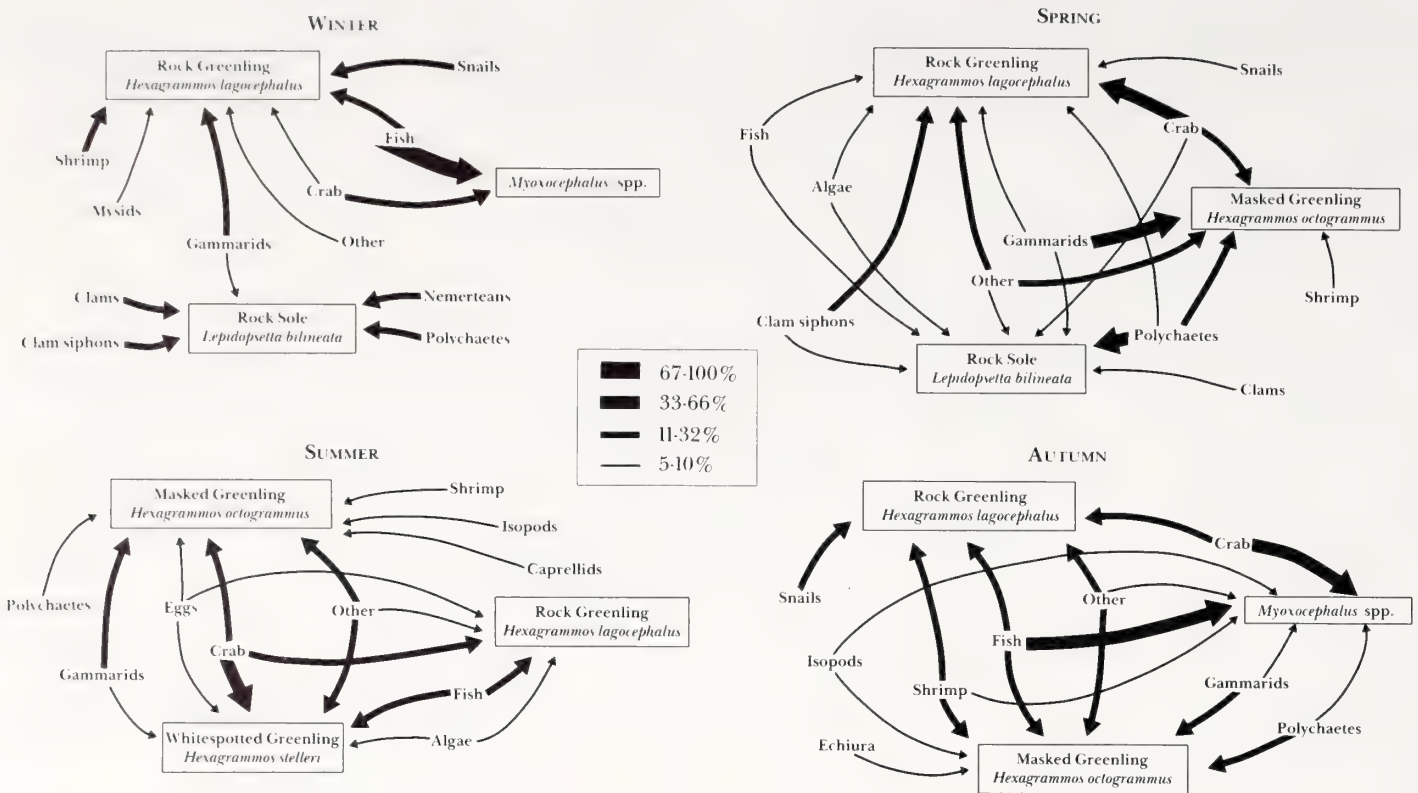 WINTER
Rock Greenling
Hexagrammos lagocephalus
Snails
Fish
Shrimp
Crab
Myoxocephalus spp.
Mysids
Gammarids
Other
Clams
Nemerteans
Rock Sole
Lepidopsetta bilineata
Clam siphons
Polychaetes
SPRING
Rock Greenling
Hexagrammos lagocephalus
Snails
Fish
Crab
Algae
Masked Greenling
Hexagrammos octogrammus
Gammarids
Other
Shrimp
Clam siphons
Polychaetes
Rock Sole
Lepidopsetta bilineata
Clams
67-100%
33-66%
11-32%
5-10%
SUMMER
Masked Greenling
Hexagrammos octogrammus
Shrimp
Isopods
Caprellids
Polychaetes
Eggs
Other
Rock Greenling
Hexagrammos lagocephalus
Crab
Gammarids
Fish
Whitespotted Greenling
Hexagrammos stelleri
Algae
AUTUMN
Rock Greenling
Hexagrammos lagocephalus
Crab
Snails
Other
Myoxocephalus spp.
Fish
Isopods
Shrimp
Gammarids
Polychaetes
Echiura
Masked Greenling
Hexagrammos octogrammus